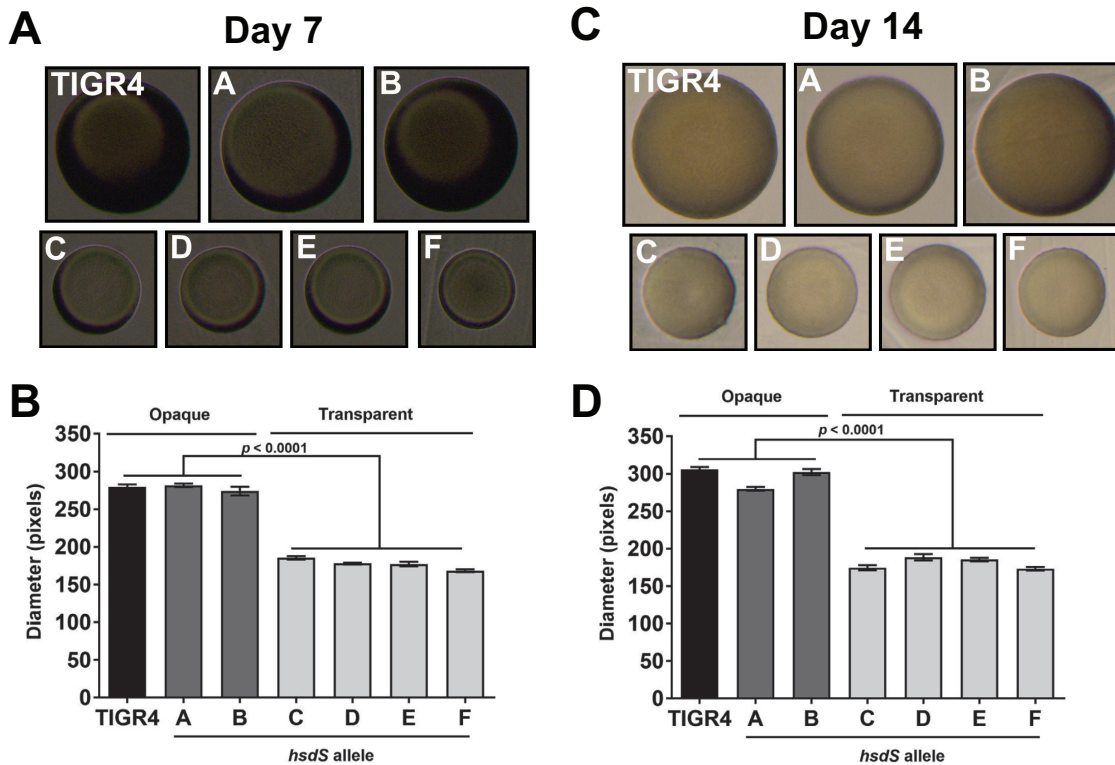 A
Day 7
TIGR4
A
B
C
D
E
F
B
Opaque
Transparent
p < 0.0001
350
300
250
200
150
100
50
0
Diameter (pixels)
TIGR4 A B C D E F
hsdS allele
C
Day 14
TIGR4
A
B
C
D
E
F
D
Opaque
Transparent
p < 0.0001
350
300
250
200
150
100
50
0
Diameter (pixels)
TIGR4 A B C D E F
hsdS allele